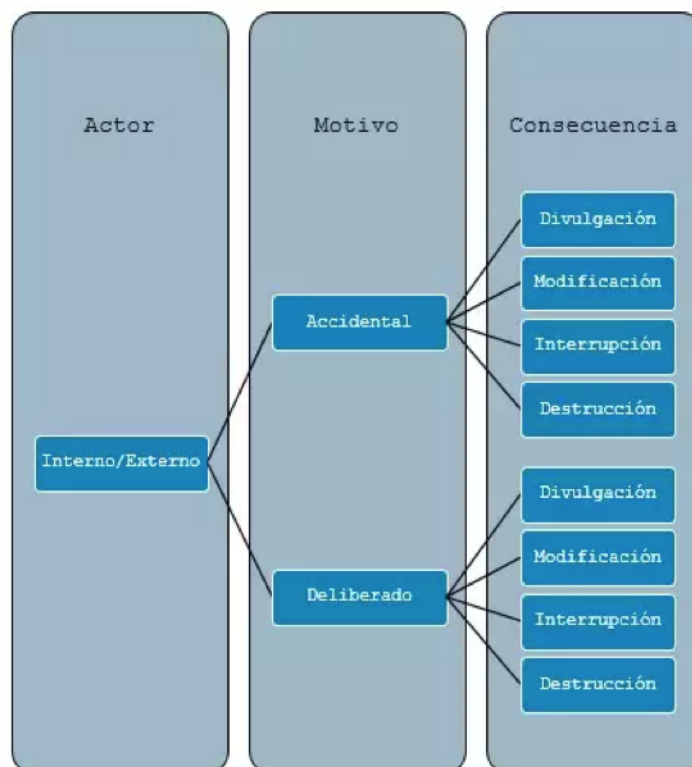 Actor
Motivo
Consecuencia
Divulgación
Modificación
Accidental
Interrupción
Destrucción
Interno/Externo
Divulgación
Modificación
Deliberado
Interrupción
Destrucción